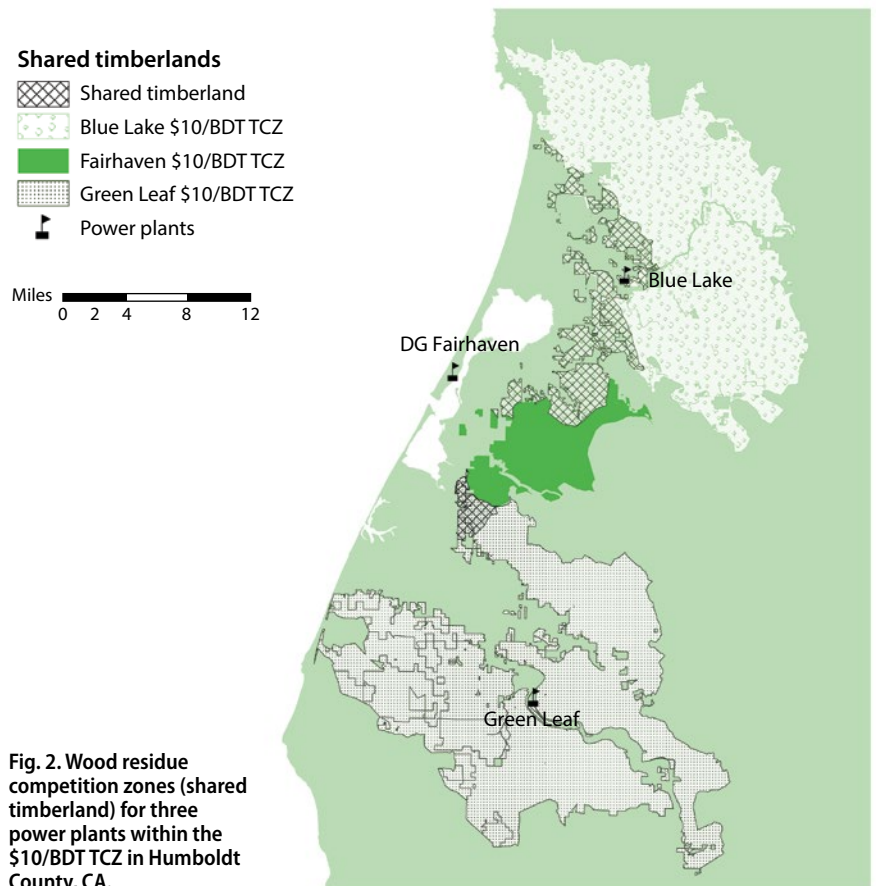 Shared timberlands
Shared timberland
Blue Lake $10/BDT TCZ
Fairhaven $10/BDT TCZ
Green Leaf $10/BDT TCZ
Power plants
Miles
0 2 4 8 12
Blue Lake
DG Fairhaven
Green Leaf
Fig. 2. Wood residue
competition zones (shared
timberland) for three
power plants within the
$10/BDT TCZ in Humboldt
County, CA.